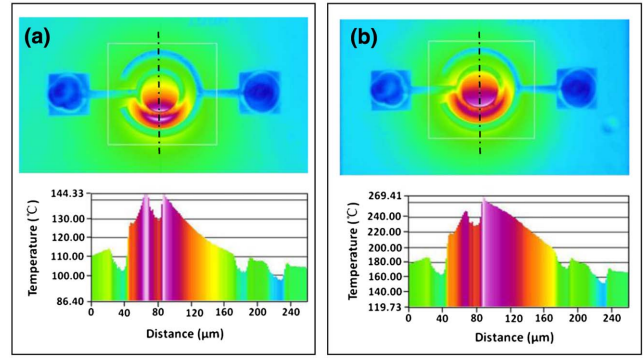 (a)
144.33
130.00
120.00
110.00
100.00
86.40
Temperature (℃)
0 40 80 120 160 200 240
Distance (μm)
(b)
269.41
240.00
220.00
200.00
180.00
160.00
140.00
119.73
Temperature (℃)
0 40 80 120 160 200 240
Distance (μm)